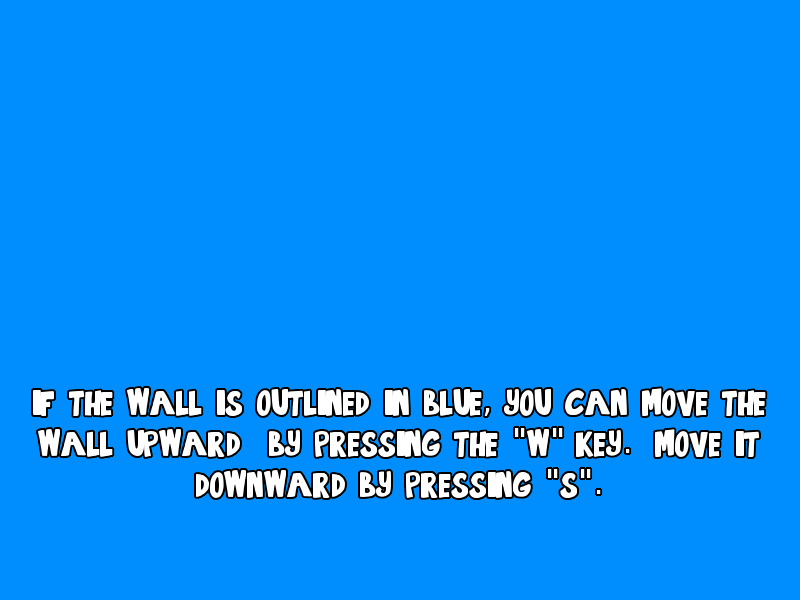 IF THE WALL IS OUTLINED IN BLUE, YOU CAN MOVE THE
WALL UPWARD  BY PRESSING THE "W" KEY.  MOVE IT
DOWNWARD BY PRESSING "S".